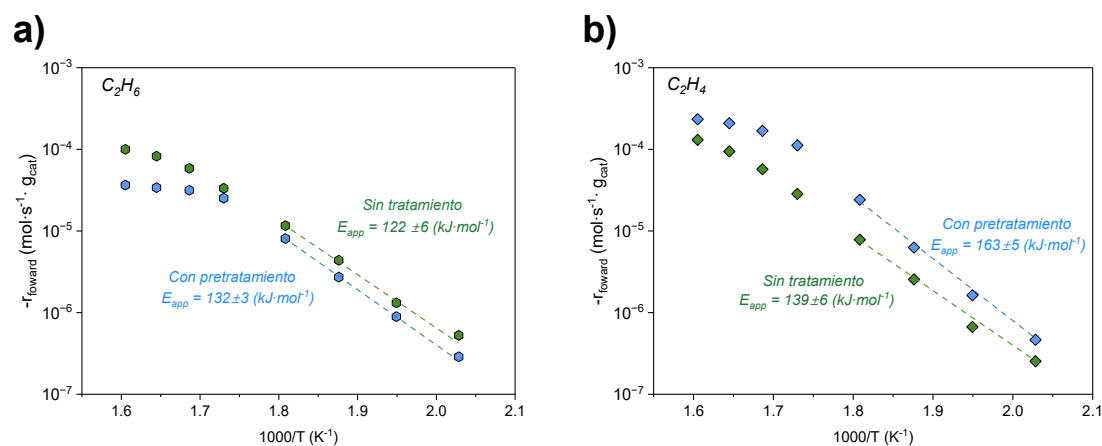 a)
C₂H₆
10⁻³
10⁻⁴
10⁻⁵
10⁻⁶
10⁻⁷
-r_foward (mol·s⁻¹· g_cat)
Sin tratamiento
E_app = 122 ±6 (kJ·mol⁻¹)
Con pretratamiento
E_app = 132±3 (kJ·mol⁻¹)
1.6 1.7 1.8 1.9 2.0 2.1
1000/T (K⁻¹)
b)
C₂H₄
10⁻³
10⁻⁴
10⁻⁵
10⁻⁶
10⁻⁷
-r_foward (mol·s⁻¹· g_cat)
Con pretratamiento
E_app = 163±5 (kJ·mol⁻¹)
Sin tratamiento
E_app = 139±6 (kJ·mol⁻¹)
1.6 1.7 1.8 1.9 2.0 2.1
1000/T (K⁻¹)